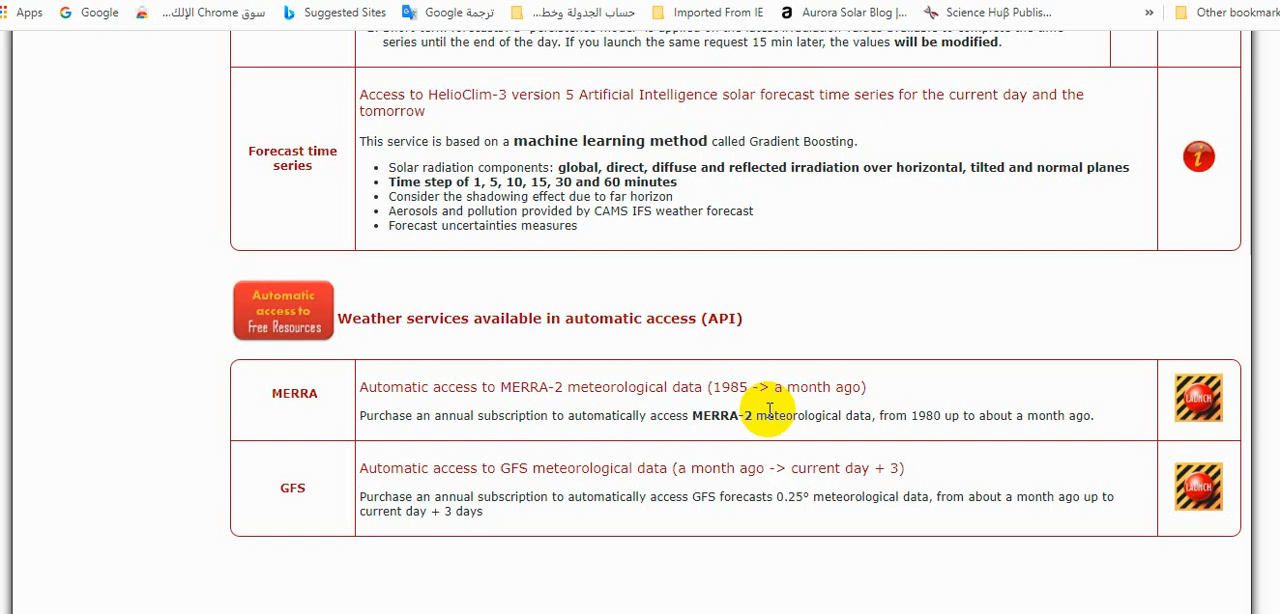 Apps Google سوق Chrome الإلك... Suggested Sites ترجمة Google حساب الجدولة وخط... Imported From IE Aurora Solar Blog |... Science Huβ Publis... » Other bookmark
series until the end of the day. If you launch the same request 15 min later, the values will be modified.
Access to HelioClim-3 version 5 Artificial Intelligence solar forecast time series for the current day and the
tomorrow
Forecast time
series
This service is based on a machine learning method called Gradient Boosting.
• Solar radiation components: global, direct, diffuse and reflected irradiation over horizontal, tilted and normal planes
• Time step of 1, 5, 10, 15, 30 and 60 minutes
• Consider the shadowing effect due to far horizon
• Aerosols and pollution provided by CAMS IFS weather forecast
• Forecast uncertainties measures
Automatic
access to
Free Resources
Weather services available in automatic access (API)
MERRA
Automatic access to MERRA-2 meteorological data (1985 -> a month ago)
Purchase an annual subscription to automatically access MERRA-2 meteorological data, from 1980 up to about a month ago.
LAUNCH
GFS
Automatic access to GFS meteorological data (a month ago -> current day + 3)
Purchase an annual subscription to automatically access GFS forecasts 0.25° meteorological data, from about a month ago up to
current day + 3 days
LAUNCH